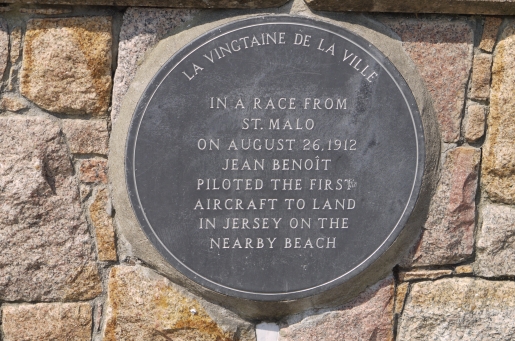 LA VINGTAINE DE LA VILLE
IN A RACE FROM
ST. MALO
ON AUGUST 26, 1912
JEAN BENOÎT
PILOTED THE FIRST
AIRCRAFT TO LAND
IN JERSEY ON THE
NEARBY BEACH